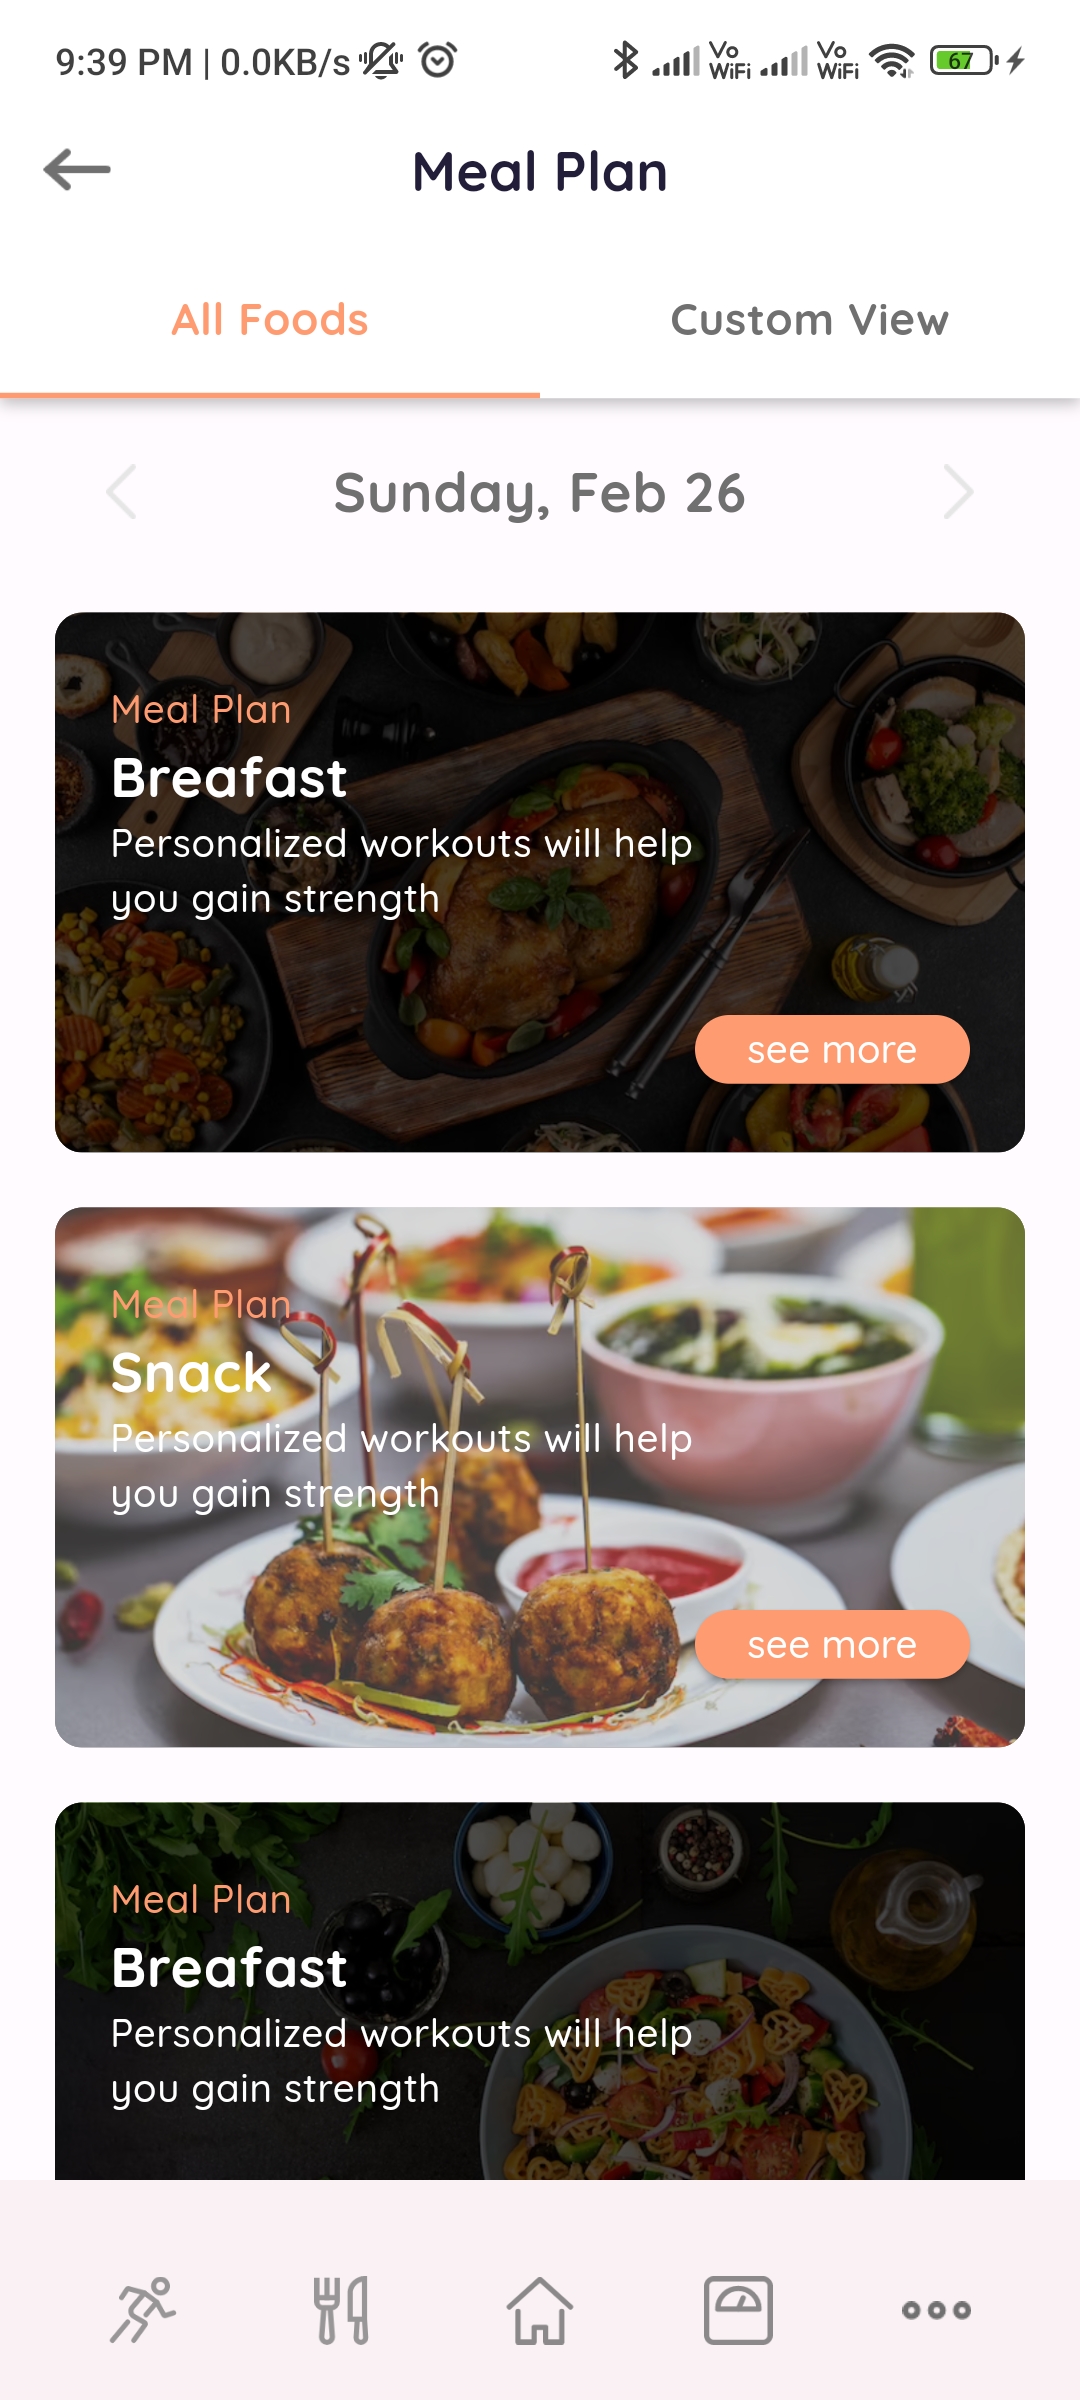 9:39 PM | 0.0KB/s
Vo WiFi Vo WiFi 67
Meal Plan
All Foods Custom View
Sunday, Feb 26
Meal Plan
Breafast
Personalized workouts will help
you gain strength
see more
Meal Plan
Snack
Personalized workouts will help
you gain strength
see more
Meal Plan
Breafast
Personalized workouts will help
you gain strength